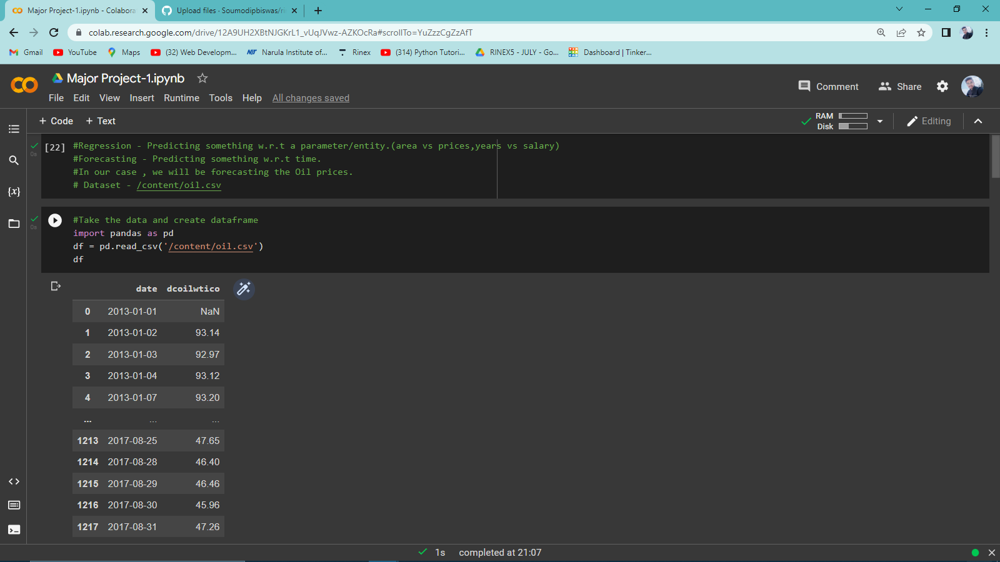 Major Project-1.ipynb - Colabora
Upload files · Soumodipbiswas/ri
colab.research.google.com/drive/12A9UH2XBtNJGKrL1_vUqJVwz-AZKOcRa#scrollTo=YuZzzCgZzAfT
Gmail YouTube Maps (32) Web Developm... NiT Narula Institute of... Rinex (314) Python Tutori... RINEX5 - JULY - Go... Dashboard | Tinker...
Major Project-1.ipynb
Comment Share
File Edit View Insert Runtime Tools Help All changes saved
+ Code + Text
RAM
Disk
Editing
[22] #Regression - Predicting something w.r.t a parameter/entity.(area vs prices,years vs salary)
0s
#Forecasting - Predicting something w.r.t time.
#In our case , we will be forecasting the Oil prices.
# Dataset - /content/oil.csv
{x}
#Take the data and create dataframe
0s
import pandas as pd
df = pd.read_csv('/content/oil.csv')
df
date dcoilwtico
0 2013-01-01 NaN
1 2013-01-02 93.14
2 2013-01-03 92.97
3 2013-01-04 93.12
4 2013-01-07 93.20
... ... ...
1213 2017-08-25 47.65
1214 2017-08-28 46.40
1215 2017-08-29 46.46
1216 2017-08-30 45.96
1217 2017-08-31 47.26
1s completed at 21:07